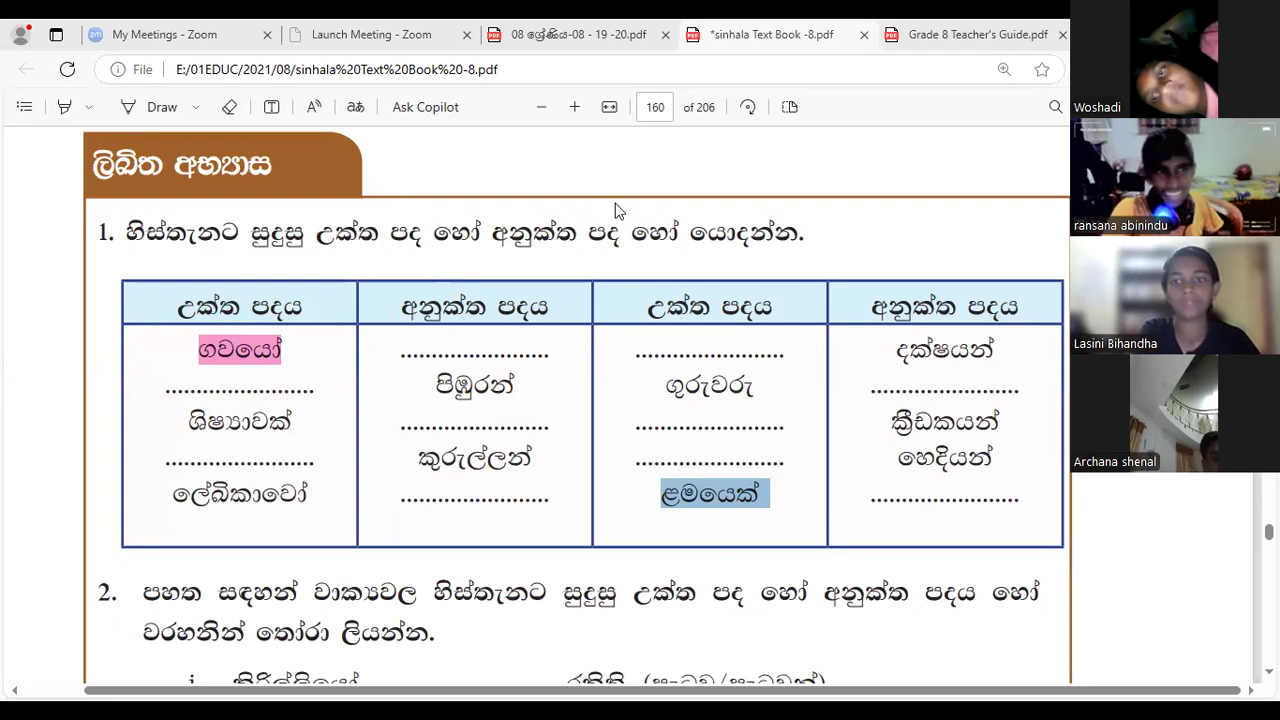 My Meetings - Zoom
Launch Meeting - Zoom
08 ශ්‍රේණිය-08 - 19 -20.pdf
*sinhala Text Book -8.pdf
Grade 8 Teacher's Guide.pdf
File
E:/01EDUC/2021/08/sinhala%20Text%20Book%20-8.pdf
Draw
Ask Copilot
160 of 206
Woshadi
ransana abinindu
Lasini Bihandha
Archana shenal
ලිඛිත අභ්‍යාස
1. හිස්තැනට සුදුසු උක්ත පද හෝ අනුක්ත පද හෝ යොදන්න.
උක්ත පදය අනුක්ත පදය උක්ත පදය අනුක්ත පදය
ගවයෝ ........................... ........................... දක්ෂයන්
........................... පිඹුරන් ගුරුවරු ...........................
ශිෂ්‍යාවක් ........................... ........................... ක්‍රීඩකයන්
........................... කුරුල්ලන් ........................... හෙදියන්
ලේඛිකාවෝ ........................... ළමයෙක් ...........................
2. පහත සඳහන් වාක්‍යවල හිස්තැනට සුදුසු උක්ත පද හෝ අනුක්ත පදය හෝ
වරහනින් තෝරා ලියන්න.
i. කිරිල්ලියෝ රකිති (පැටව්/පැටවුන්)